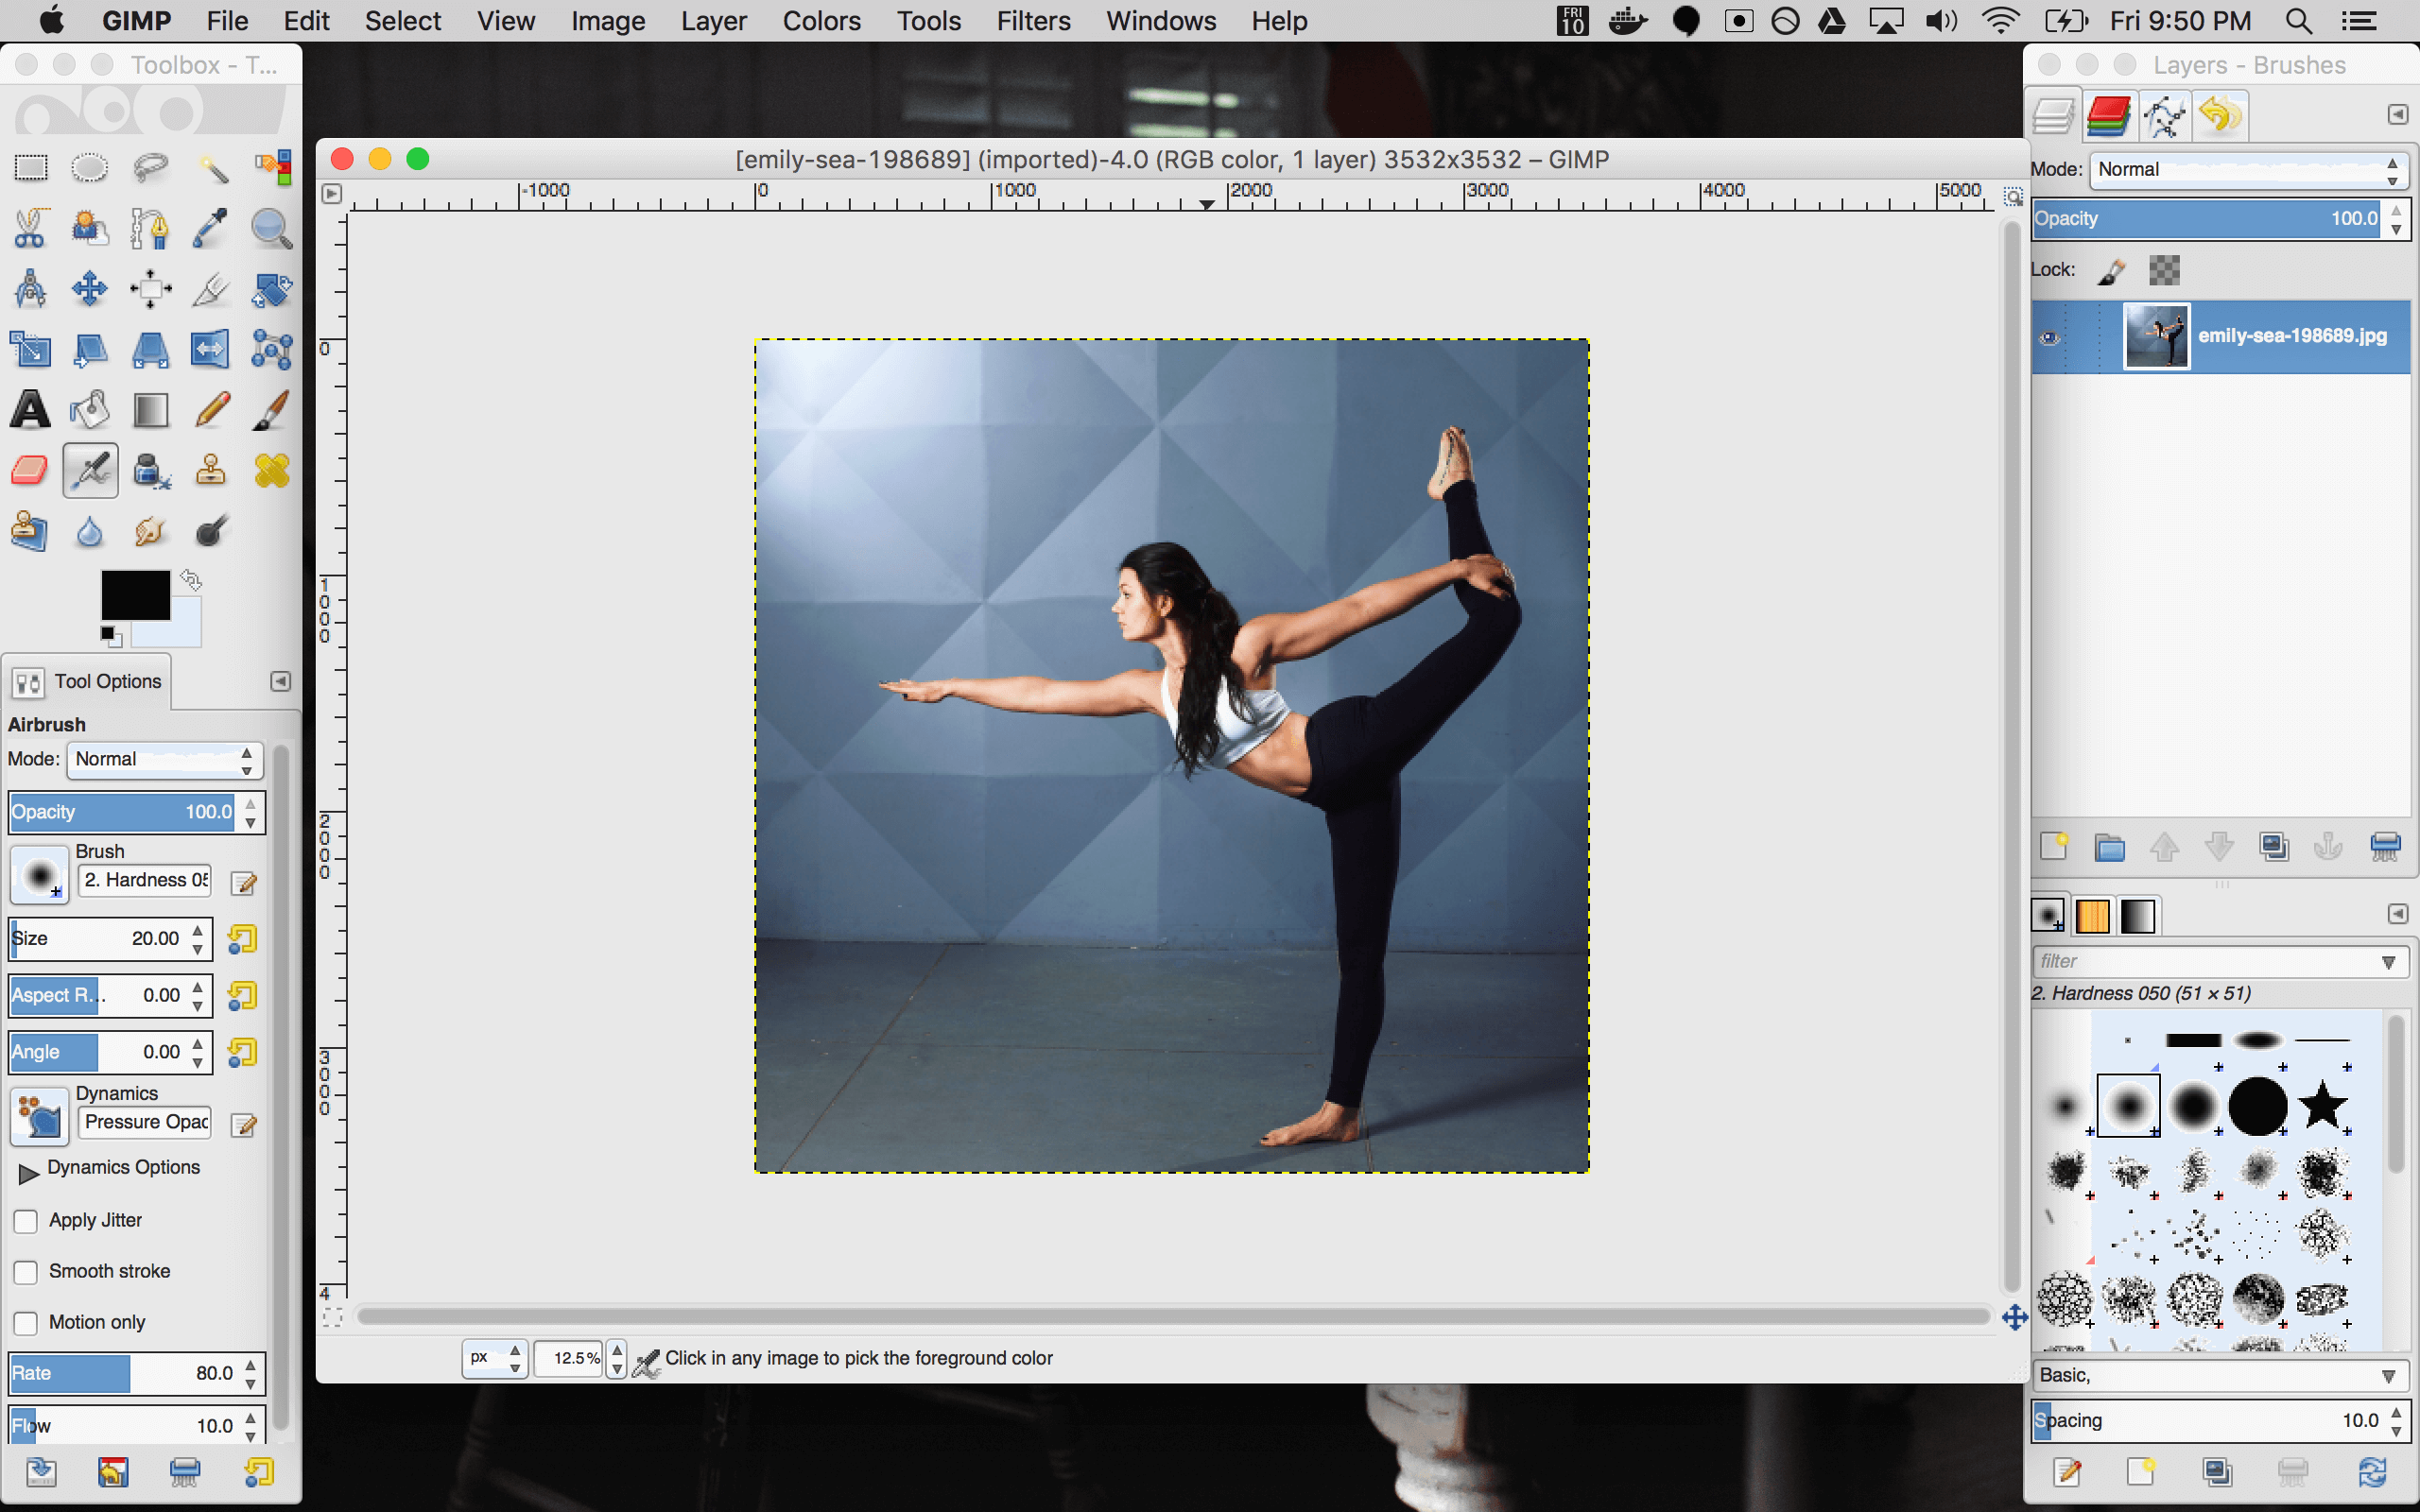 GIMP File Edit Select View Image Layer Colors Tools Filters Windows Help FRI 10 Fri 9:50 PM
Toolbox - T...
Layers - Brushes
[emily-sea-198689] (imported)-4.0 (RGB color, 1 layer) 3532x3532 – GIMP
-1000 0 1000 2000 3000 4000 5000
0
1000
2000
3000
4
Tool Options
Airbrush
Mode: Normal
Opacity 100.0
Brush
2. Hardness 05
Size 20.00
Aspect R... 0.00
Angle 0.00
Dynamics
Pressure Opac
Dynamics Options
Apply Jitter
Smooth stroke
Motion only
Rate 80.0
Flow 10.0
px 12.5% Click in any image to pick the foreground color
Mode: Normal
Opacity 100.0
Lock:
emily-sea-198689.jpg
filter
2. Hardness 050 (51 × 51)
Basic,
Spacing 10.0